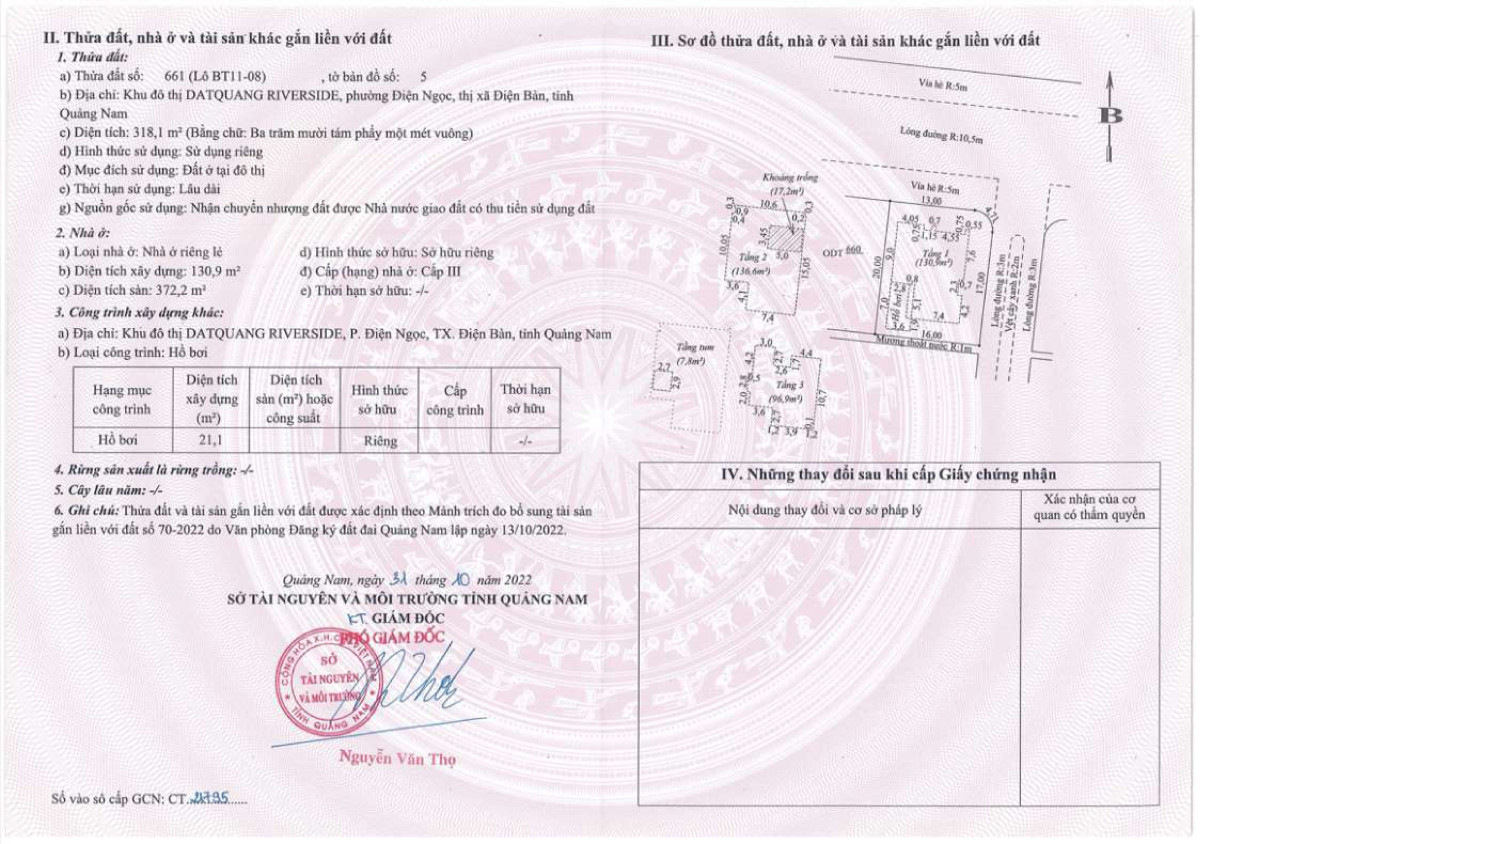 II. Thửa đất, nhà ở và tài sản khác gắn liền với đất
1. Thửa đất:
a) Thửa đất số: 661 (Lô BT11-08) , tờ bản đồ số: 5
b) Địa chỉ: Khu đô thị DATQUANG RIVERSIDE, phường Điện Ngọc, thị xã Điện Bàn, tỉnh
Quảng Nam
c) Diện tích: 318,1 m² (Bằng chữ: Ba trăm mười tám phẩy một mét vuông)
d) Hình thức sử dụng: Sử dụng riêng
đ) Mục đích sử dụng: Đất ở tại đô thị
e) Thời hạn sử dụng: Lâu dài
g) Nguồn gốc sử dụng: Nhận chuyển nhượng đất được Nhà nước giao đất có thu tiền sử dụng đất
2. Nhà ở:
a) Loại nhà ở: Nhà ở riêng lẻ d) Hình thức sở hữu: Sở hữu riêng
b) Diện tích xây dựng: 130,9 m² đ) Cấp (hạng) nhà ở: Cấp III
c) Diện tích sàn: 372,2 m² e) Thời hạn sở hữu: -/-
3. Công trình xây dựng khác:
a) Địa chỉ: Khu đô thị DATQUANG RIVERSIDE, P. Điện Ngọc, TX. Điện Bàn, tỉnh Quảng Nam
b) Loại công trình: Hồ bơi
Hạng mục công trình
Diện tích xây dựng (m²)
Diện tích sàn (m²) hoặc công suất
Hình thức sở hữu
Cấp công trình
Thời hạn sở hữu
Hồ bơi 21,1 Riêng -/-
4. Rừng sản xuất là rừng trồng: -/-
5. Cây lâu năm: -/-
6. Ghi chú: Thửa đất và tài sản gắn liền với đất được xác định theo Mảnh trích đo bổ sung tài sản
gắn liền với đất số 70-2022 do Văn phòng Đăng ký đất đai Quảng Nam lập ngày 13/10/2022.
Quảng Nam, ngày 31 tháng 10 năm 2022
SỞ TÀI NGUYÊN VÀ MÔI TRƯỜNG TỈNH QUẢNG NAM
KT. GIÁM ĐỐC
PHÓ GIÁM ĐỐC
CỘNG HÒA X.H.C.N VIỆT NAM
SỞ
TÀI NGUYÊN
VÀ MÔI TRƯỜNG
TỈNH QUẢNG NAM
Nguyễn Văn Thọ
Số vào sổ cấp GCN: CT
III. Sơ đồ thửa đất, nhà ở và tài sản khác gắn liền với đất
Vỉa hè R:5m
B
Lòng đường R:10,5m
Vỉa hè R:5m
13,00
4,71
Khoảng trống
(17,2m²)
10,6
0,3
0,3
0,9
0,4
0,2
3,45
10,05
Tầng 2
5,0
(136,6m²)
15,05
3,6
4,1
7,4
ODT 660
4,05
0,7
0,75
0,55
0,75
1,15
4,55
9,0
Tầng 1
(130,9m²)
7,6
20,00
17,00
0,8
2,1
0,7
7,0
Hồ bơi
5,1
4,2
7,4
3,6
1,9
16,00
Mương thoát nước R:1m
Lòng đường R:3m
Vệt cây xanh R:2m
Lòng đường R:3m
Tầng tum
(7,8m²)
2,7
2,9
3,0
4,4
4,2
2,7
1,7
2,6
0,5
2,8
Tầng 3
(96,9m²)
2,0
10,7
3,6
2,7
1,2
3,9
1,2
0,1
IV. Những thay đổi sau khi cấp Giấy chứng nhận
Nội dung thay đổi và cơ sở pháp lý
Xác nhận của cơ
quan có thẩm quyền